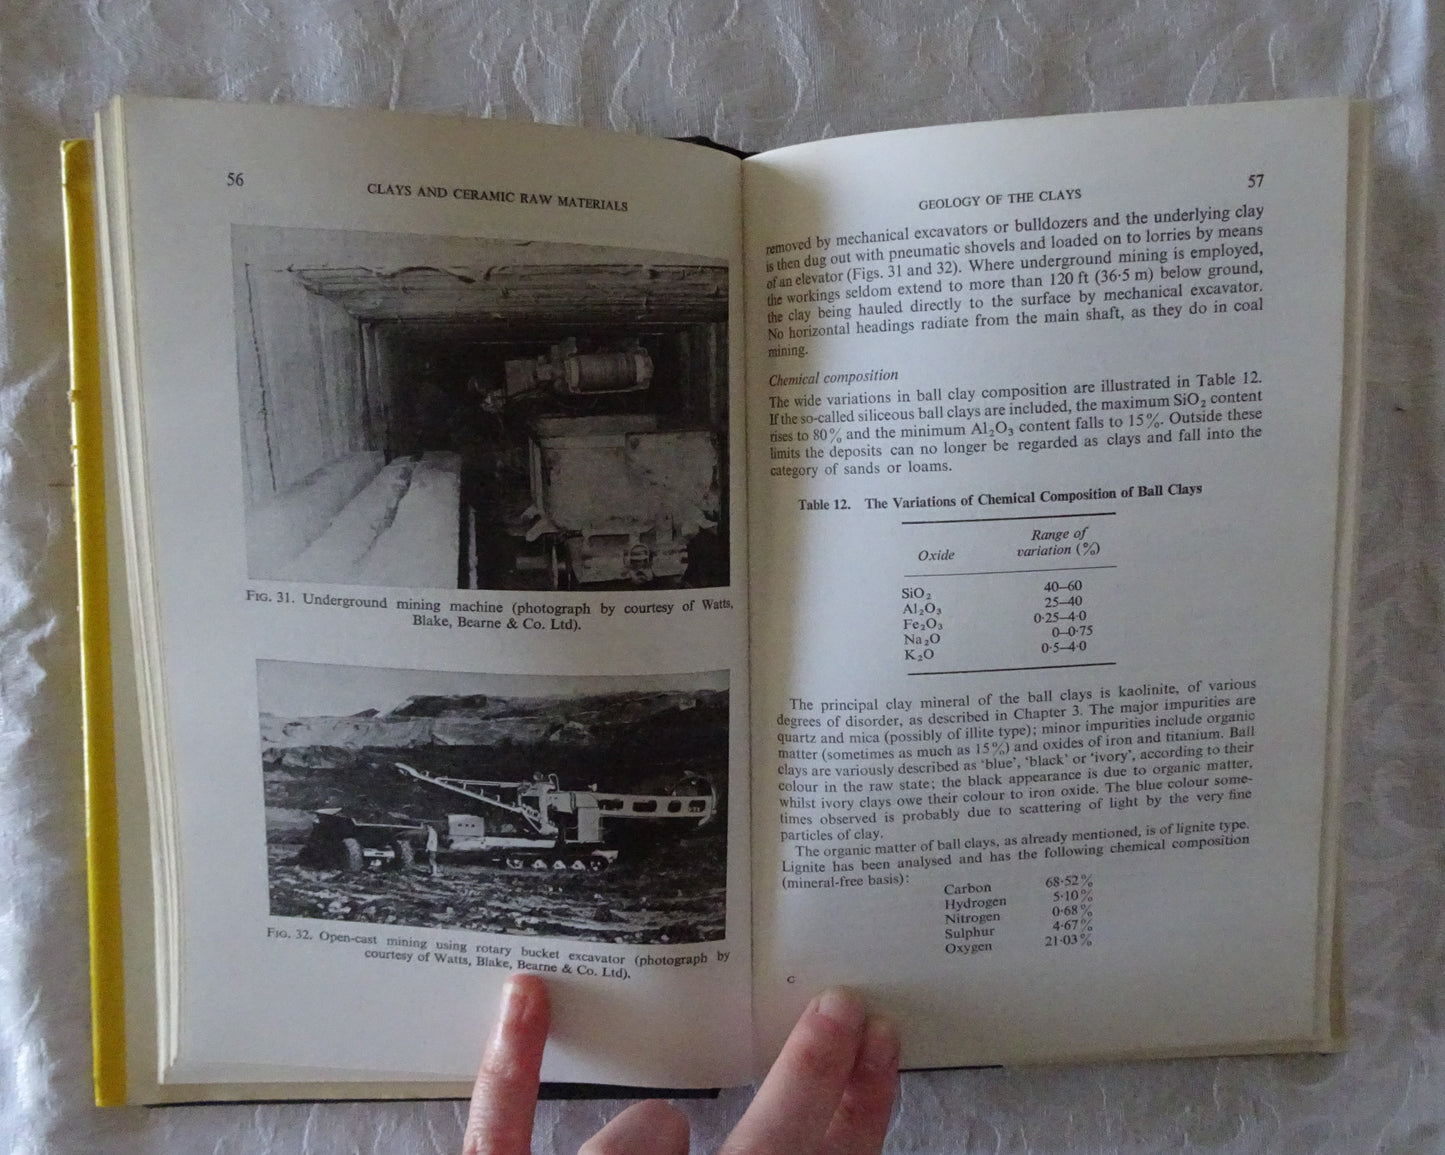 56
CLAYS AND CERAMIC RAW MATERIALS
FIG. 31. Underground mining machine (photograph by courtesy of Watts,
Blake, Bearne & Co. Ltd).
FIG. 32. Open-cast mining using rotary bucket excavator (photograph by
courtesy of Watts, Blake, Bearne & Co. Ltd).
GEOLOGY OF THE CLAYS
57
removed by mechanical excavators or bulldozers and the underlying clay
is then dug out with pneumatic shovels and loaded on to lorries by means
of an elevator (Figs. 31 and 32). Where underground mining is employed,
the workings seldom extend to more than 120 ft (36·5 m) below ground,
the clay being hauled directly to the surface by mechanical excavator.
No horizontal headings radiate from the main shaft, as they do in coal
mining.
Chemical composition
The wide variations in ball clay composition are illustrated in Table 12.
If the so-called siliceous ball clays are included, the maximum SiO₂ content
rises to 80% and the minimum Al₂O₃ content falls to 15%. Outside these
limits the deposits can no longer be regarded as clays and fall into the
category of sands or loams.
Table 12. The Variations of Chemical Composition of Ball Clays
Range of
Oxide variation (%)
SiO₂ 40–60
Al₂O₃ 25–40
Fe₂O₃ 0·25–4·0
Na₂O 0–0·75
K₂O 0·5–4·0
The principal clay mineral of the ball clays is kaolinite, of various
degrees of disorder, as described in Chapter 3. The major impurities are
quartz and mica (possibly of illite type); minor impurities include organic
matter (sometimes as much as 15%) and oxides of iron and titanium. Ball
clays are variously described as ‘blue’, ‘black’ or ‘ivory’, according to their
colour in the raw state; the black appearance is due to organic matter,
whilst ivory clays owe their colour to iron oxide. The blue colour some-
times observed is probably due to scattering of light by the very fine
particles of clay.
The organic matter of ball clays, as already mentioned, is of lignite type.
Lignite has been analysed and has the following chemical composition
(mineral-free basis):
Carbon 68·52%
Hydrogen 5·10%
Nitrogen 0·68%
Sulphur 4·67%
Oxygen 21·03%
C